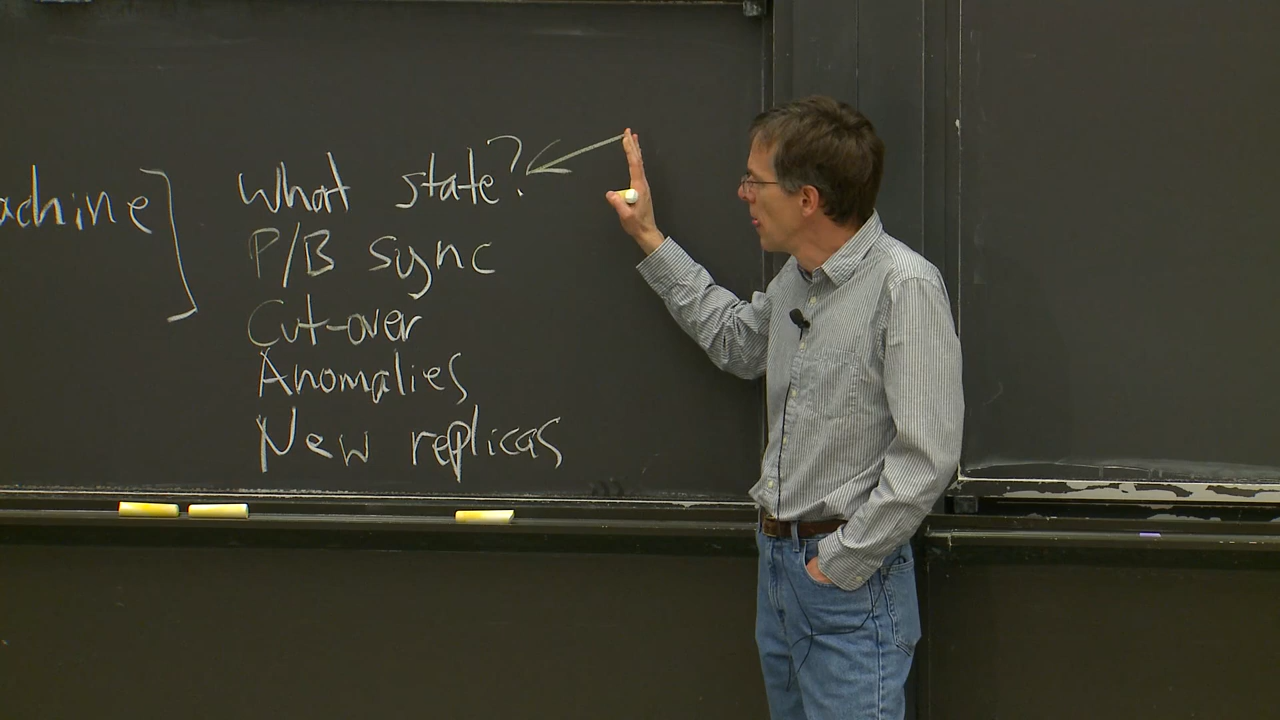 achine]
What state?
P/B sync
Cut-over
Anomalies
New replicas